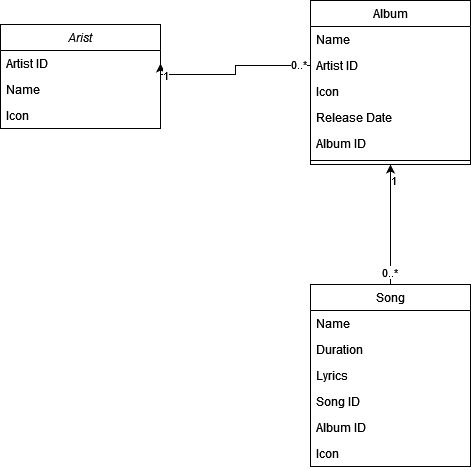 Arist
Artist ID
Name
Icon
1
0..*
Album
Name
Artist ID
Icon
Release Date
Album ID
1
0..*
Song
Name
Duration
Lyrics
Song ID
Album ID
Icon